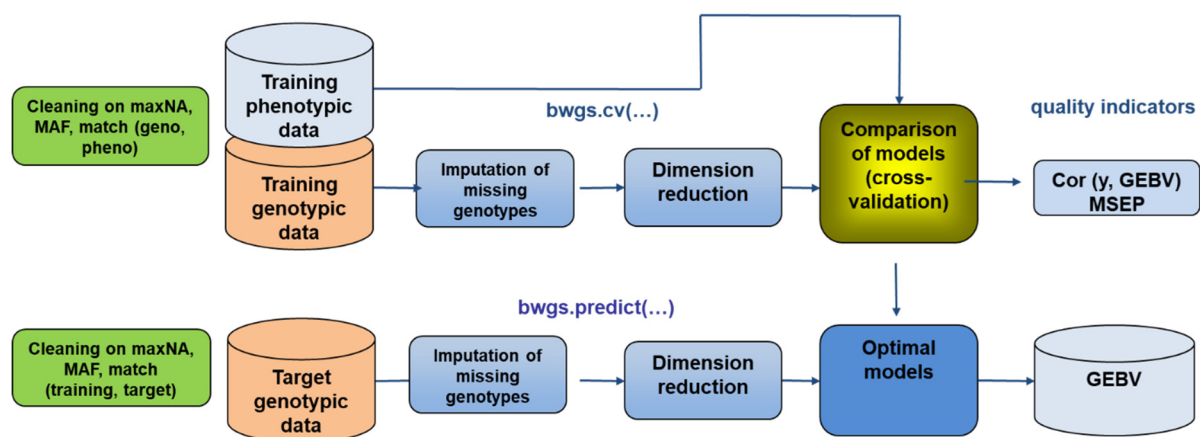 Cleaning on maxNA,
MAF, match (geno,
pheno)
Training
phenotypic
data
Training
genotypic
data
bwgs.cv(…)
Imputation of
missing
genotypes
Dimension
reduction
Comparison
of models
(cross-
validation)
quality indicators
Cor (y, GEBV)
MSEP
bwgs.predict(…)
Cleaning on maxNA,
MAF, match
(training, target)
Target
genotypic
data
Imputation of
missing
genotypes
Dimension
reduction
Optimal
models
GEBV